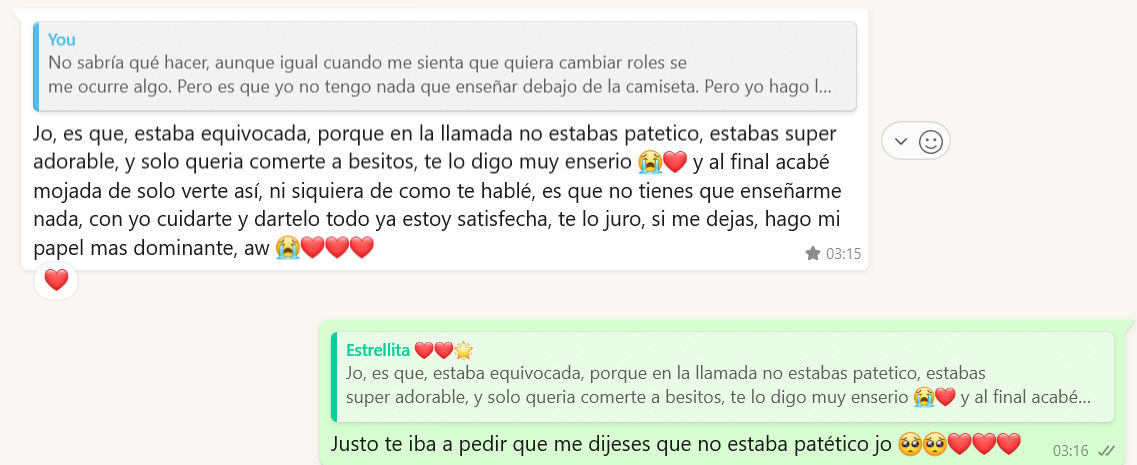 You
No sabría qué hacer, aunque igual cuando me sienta que quiera cambiar roles se
me ocurre algo. Pero es que yo no tengo nada que enseñar debajo de la camiseta. Pero yo hago l...
Jo, es que, estaba equivocada, porque en la llamada no estabas patetico, estabas super
adorable, y solo queria comerte a besitos, te lo digo muy enserio 😭❤️ y al final acabé
mojada de solo verte así, ni siquiera de como te hablé, es que no tienes que enseñarme
nada, con yo cuidarte y dartelo todo ya estoy satisfecha, te lo juro, si me dejas, hago mi
papel mas dominante, aw 😭❤️❤️❤️
03:15
❤️
Estrellita ❤️❤️🌟
Jo, es que, estaba equivocada, porque en la llamada no estabas patetico, estabas
super adorable, y solo queria comerte a besitos, te lo digo muy enserio 😭❤️ y al final acabé...
Justo te iba a pedir que me dijeses que no estaba patético jo 🥺🥺❤️❤️❤️
03:16